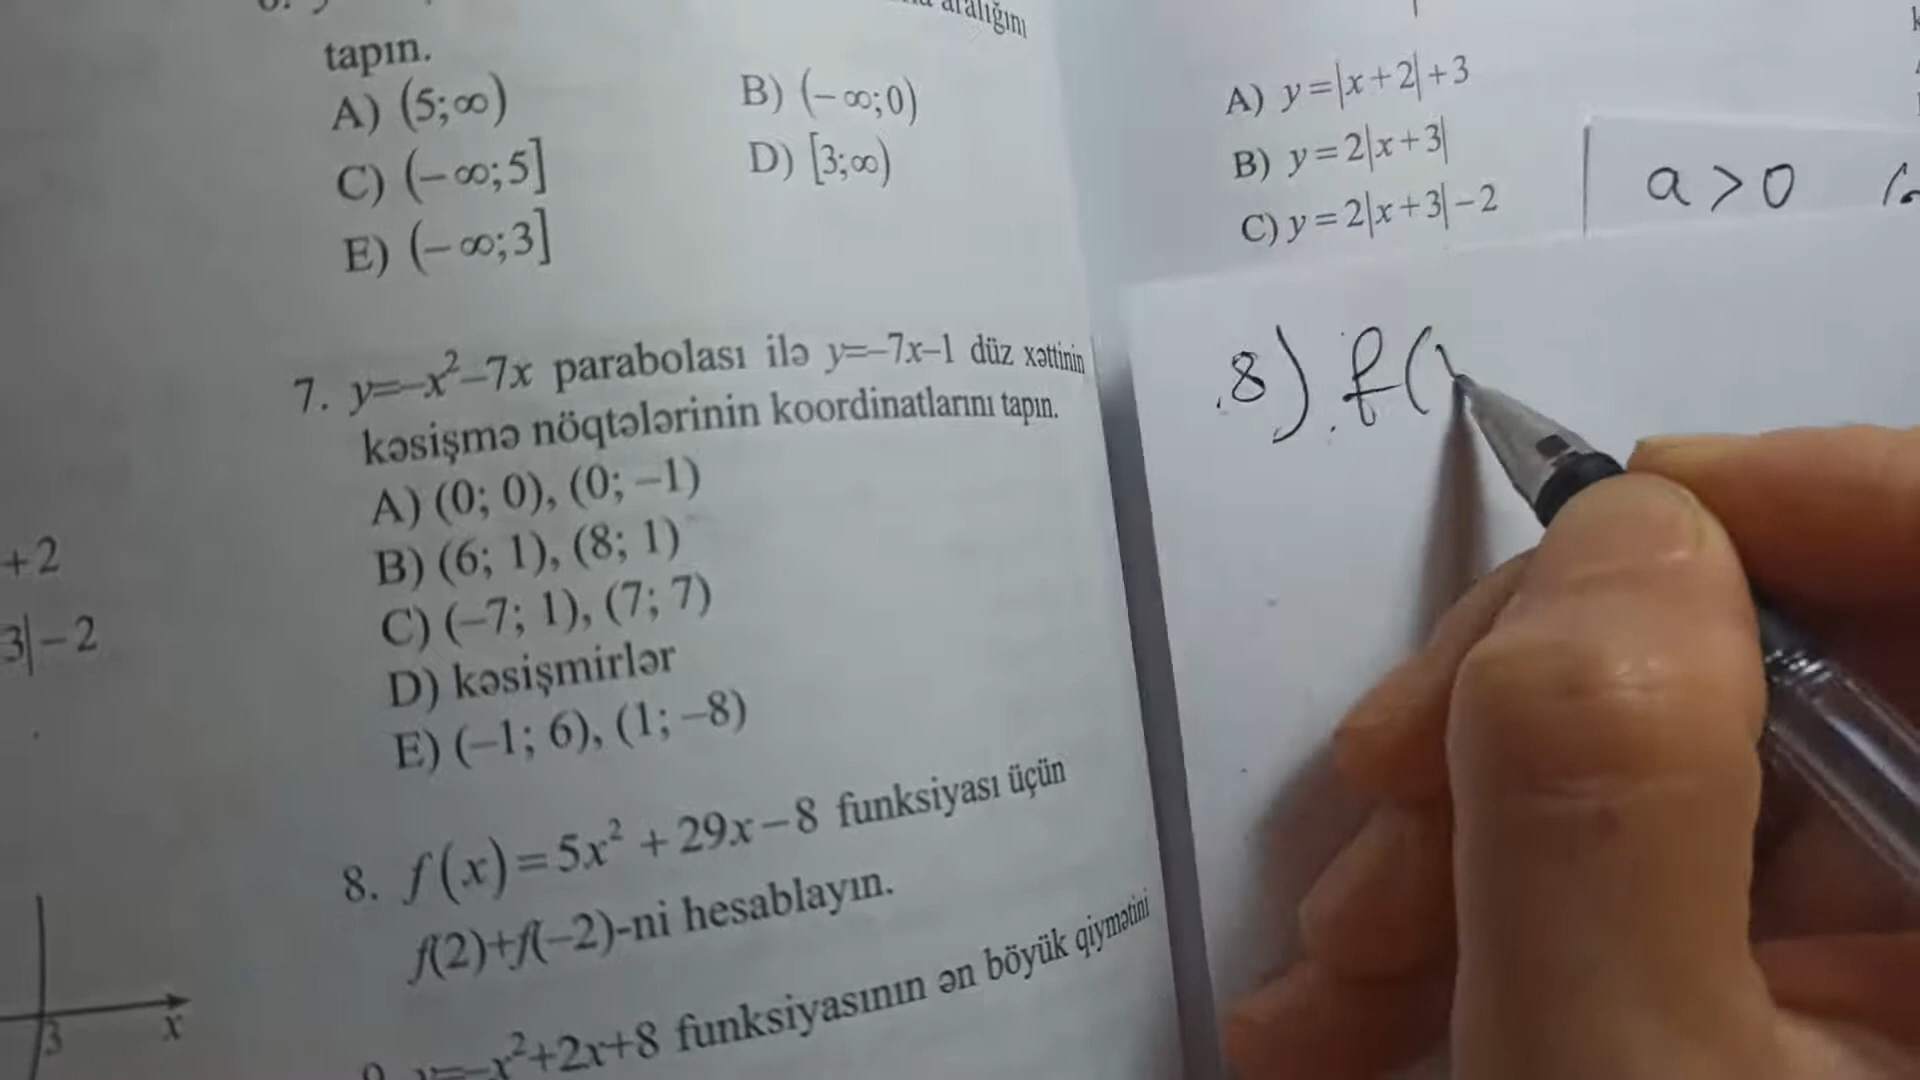 aralığını
tapın.
A) (5;∞) B) (−∞;0)
C) (−∞;5] D) [3;∞)
E) (−∞;3]
7. y=−x²−7x parabolası ilə y=−7x−1 düz xəttinin
kəsişmə nöqtələrinin koordinatlarını tapın.
A) (0; 0), (0; −1)
B) (6; 1), (8; 1)
C) (−7; 1), (7; 7)
D) kəsişmirlər
E) (−1; 6), (1; −8)
8. f(x)=5x²+29x−8 funksiyası üçün
f(2)+f(−2)-ni hesablayın.
y=−x²+2x+8 funksiyasının ən böyük qiymətini
+2
3|−2
3
x
A) y=|x+2|+3
B) y=2|x+3|
C) y=2|x+3|−2
a>0
8) f(